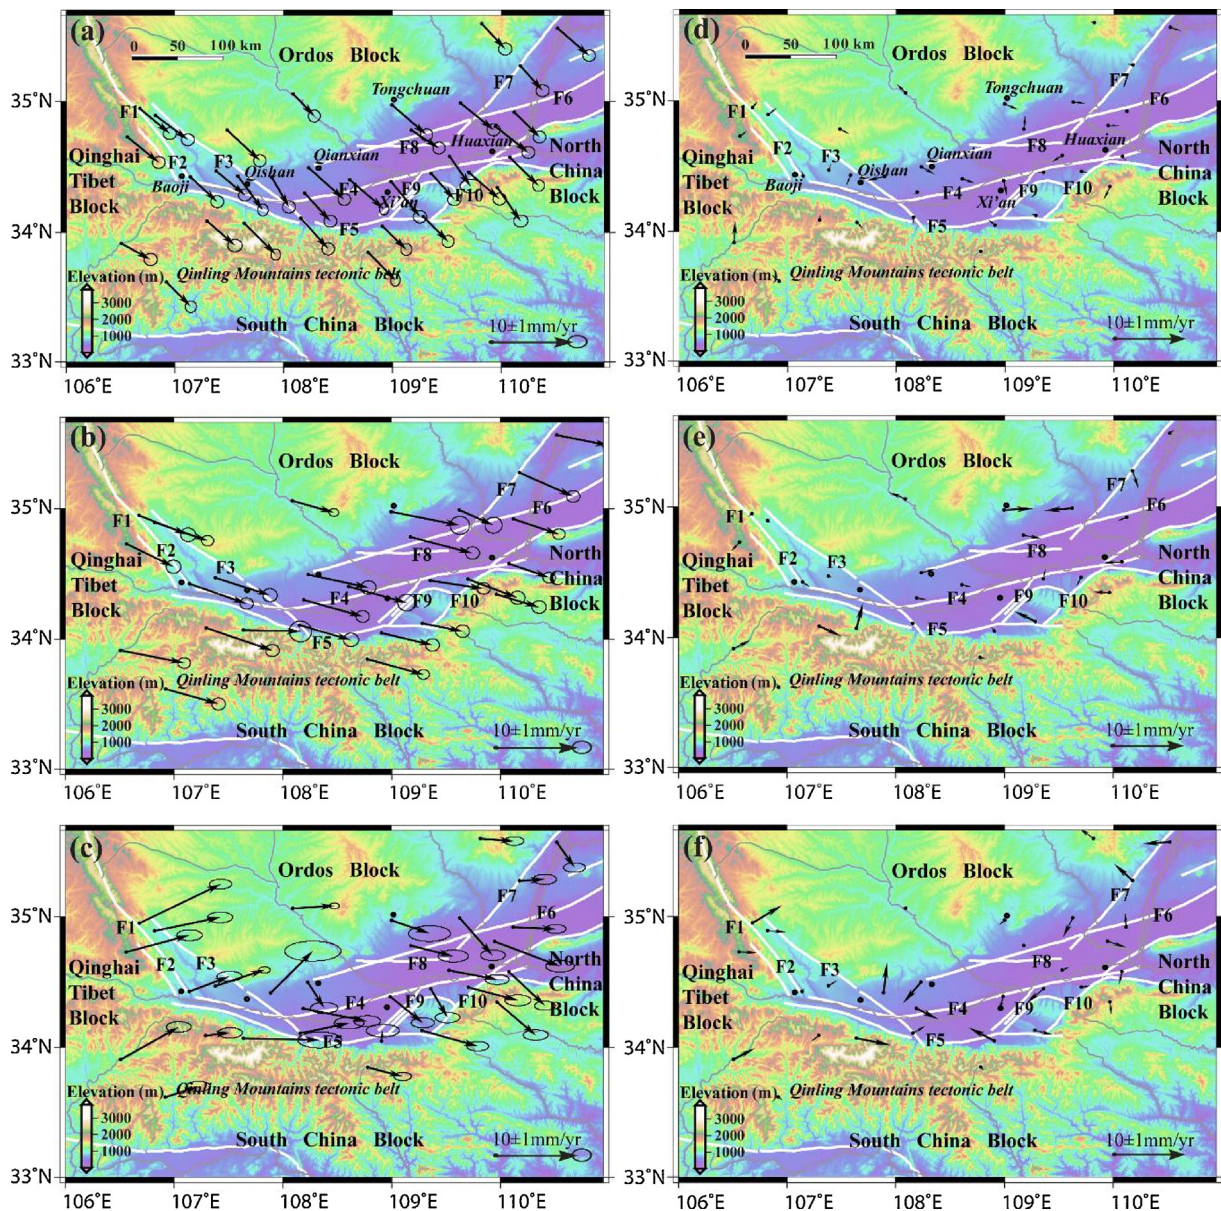 (a)
0 50 100 km
Ordos Block
F7
Tongchuan
35°N
F1
F6
F8
Huaxian
Qinghai
Tibet
Block
F2
F3
Qianxian
North
China
Block
Baoji
Qishan
F4
F9
F10
Xi'an
34°N
F5
Elevation (m)
Qinling Mountains tectonic belt
3000
2000
1000
South China Block
10±1mm/yr
33°N
106°E 107°E 108°E 109°E 110°E
(d)
0 50 100 km
Ordos Block
F7
Tongchuan
F1
F6
F8
Huaxian
Qinghai
Tibet
Block
F2
F3
Qianxian
North
China
Block
Baoji
Qishan
F4
F9
F10
Xi'an
F5
Elevation (m)
Qinling Mountains tectonic belt
3000
2000
1000
South China Block
10±1mm/yr
106°E 107°E 108°E 109°E 110°E
(b)
Ordos Block
F7
35°N
F1
F6
F2
F3
F8
Qinghai
Tibet
Block
North
China
Block
F4
F9
F10
34°N
F5
Elevation (m)
Qinling Mountains tectonic belt
3000
2000
1000
South China Block
10±1mm/yr
33°N
106°E 107°E 108°E 109°E 110°E
(e)
Ordos Block
F7
F1
F6
F2
F3
F8
Qinghai
Tibet
Block
North
China
Block
F4
F9
F10
F5
Elevation (m)
Qinling Mountains tectonic belt
3000
2000
1000
South China Block
10±1mm/yr
106°E 107°E 108°E 109°E 110°E
(c)
Ordos Block
F7
35°N
F1
F6
F2
F3
F8
Qinghai
Tibet
Block
North
China
Block
F4
F9
F10
34°N
F5
Elevation (m)
Qinling Mountains tectonic belt
3000
2000
1000
South China Block
10±1mm/yr
33°N
106°E 107°E 108°E 109°E 110°E
(f)
Ordos Block
F7
F1
F6
F2
F3
F8
Qinghai
Tibet
Block
North
China
Block
F4
F9
F10
F5
Elevation (m)
Qinling Mountains tectonic belt
3000
2000
1000
South China Block
10±1mm/yr
106°E 107°E 108°E 109°E 110°E